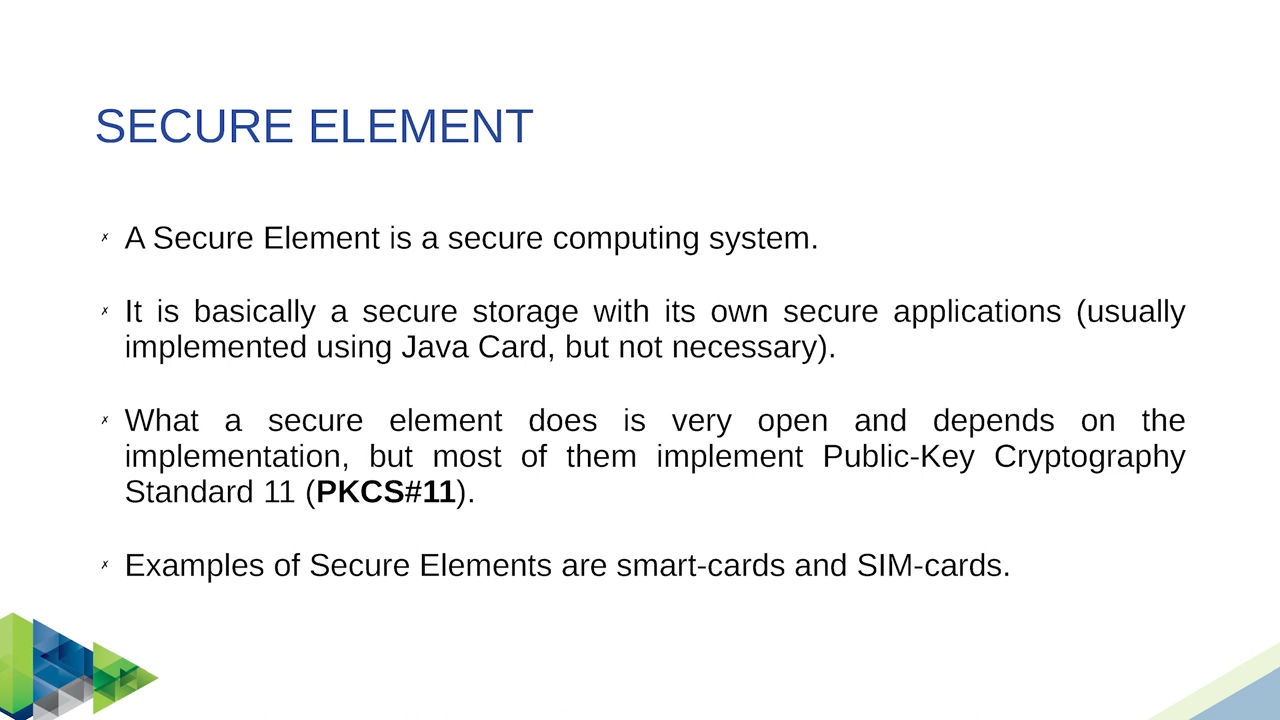 SECURE ELEMENT
✗ A Secure Element is a secure computing system.
✗ It is basically a secure storage with its own secure applications (usually
implemented using Java Card, but not necessary).
✗ What a secure element does is very open and depends on the
implementation, but most of them implement Public-Key Cryptography
Standard 11 (PKCS#11).
✗ Examples of Secure Elements are smart-cards and SIM-cards.